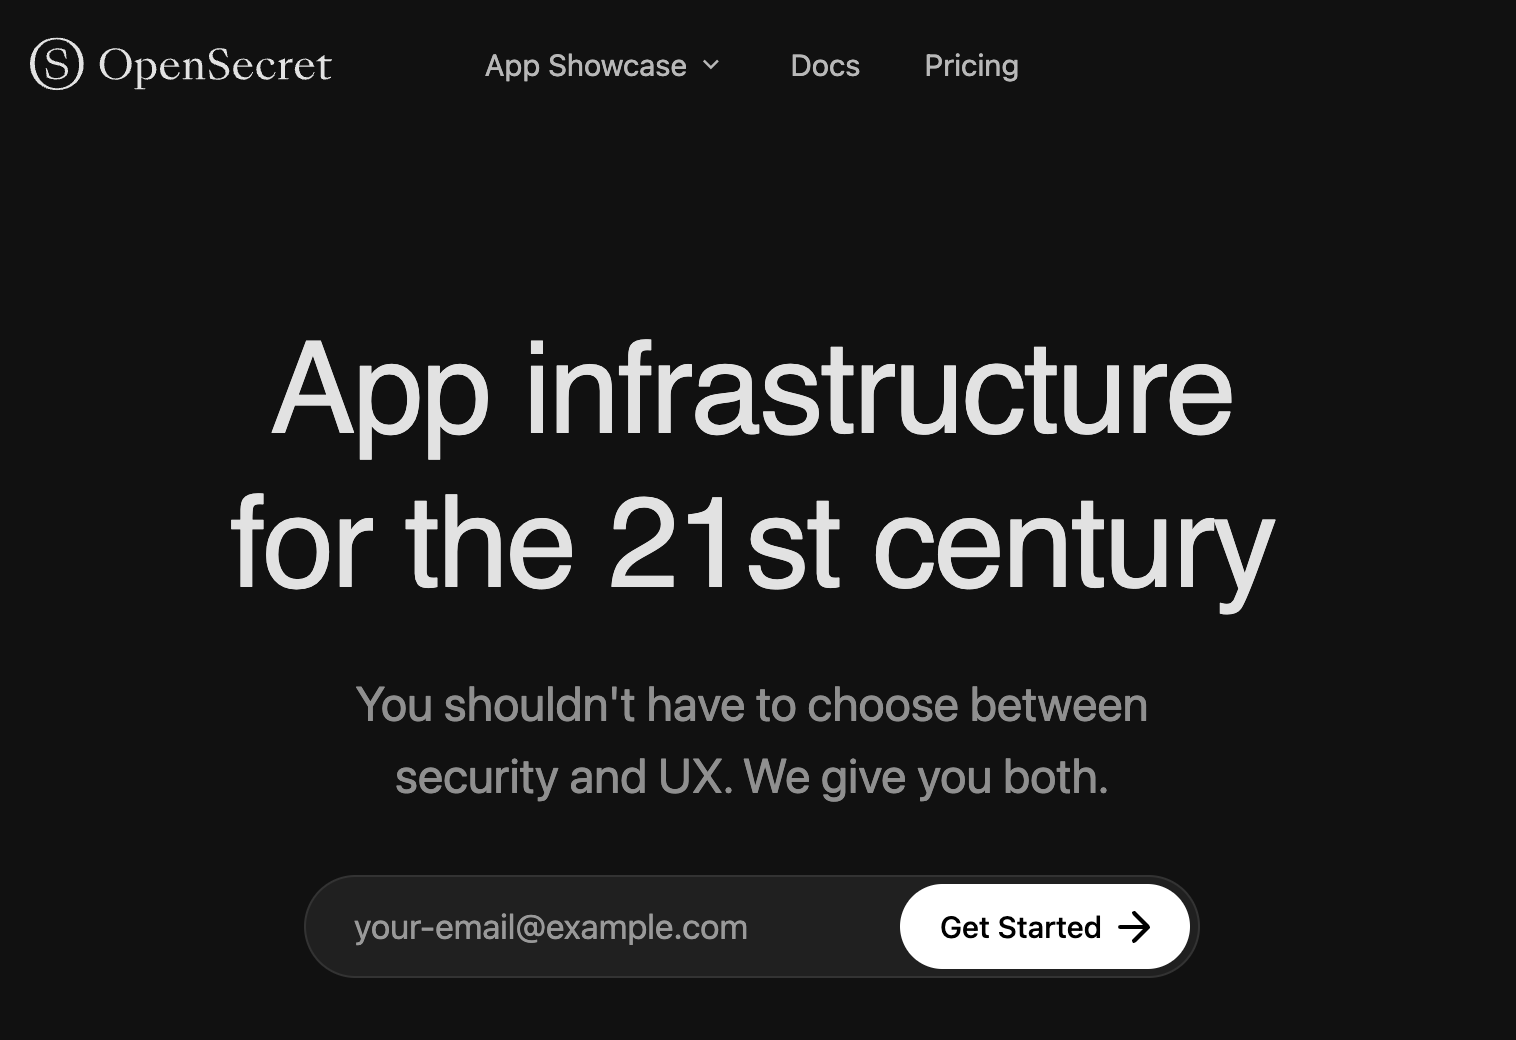 OpenSecret
App Showcase
Docs
Pricing
App infrastructure
for the 21st century
You shouldn't have to choose between
security and UX. We give you both.
your-email@example.com
Get Started